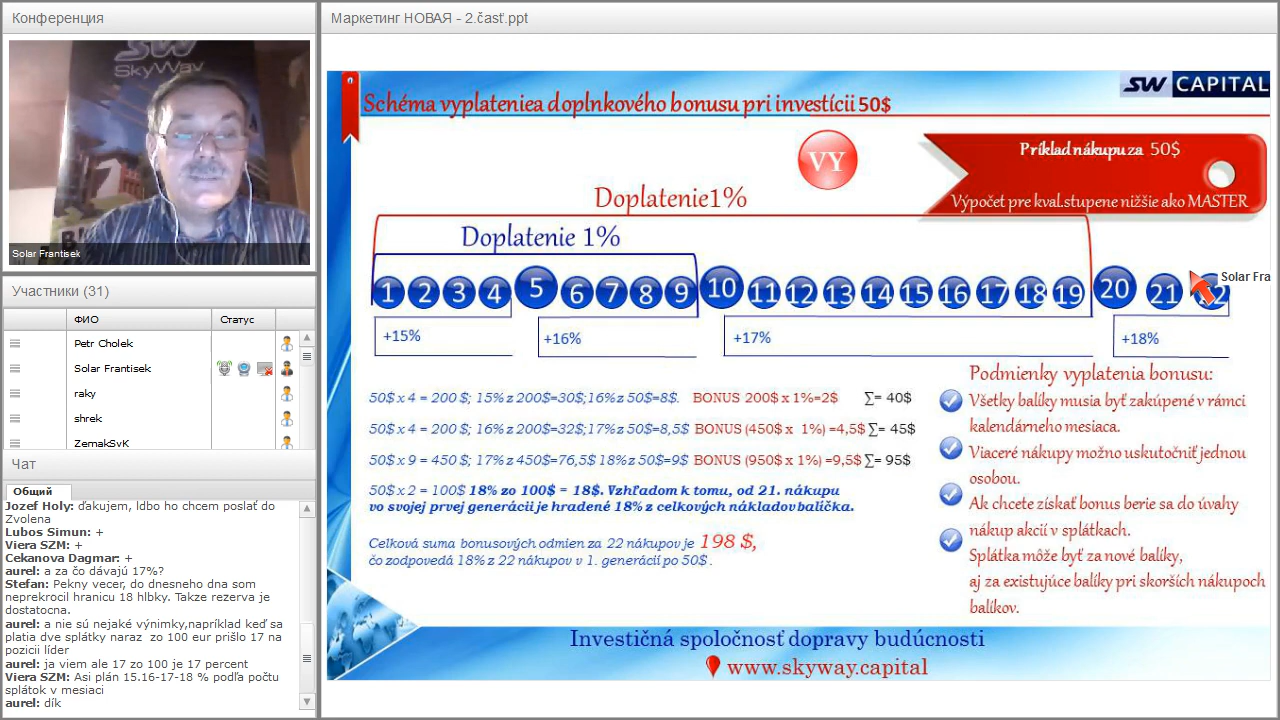 Конференция
SW
SkyWay
Solar Frantisek
Участники (31)
ФИО
Статус
Petr Cholek
Solar Frantisek
raky
shrek
ZemakSvK
Чат
Общий
Jozef Holy: ďakujem, ldbo ho chcem poslať do
Zvolena
Lubos Simun: +
Viera SZM: +
Cekanova Dagmar: +
aurel: a za čo dávajú 17%?
Stefan: Pekny vecer, do dnesneho dna som
neprekrocil hranicu 18 hlbky. Takze rezerva je
dostatocna.
aurel: a nie sú nejaké výnimky,napríklad keď sa
platia dve splátky naraz zo 100 eur prišlo 17 na
pozicii líder
aurel: ja viem ale 17 zo 100 je 17 percent
Viera SZM: Asi plán 15.16-17-18 % podľa počtu
splátok v mesiaci
aurel: dík
Маркетинг НОВАЯ - 2.časť.ppt
SW CAPITAL
Schéma vyplateniea doplnkového bonusu pri investícii 50$
VY
Príklad nákupu za 50$
Výpočet pre kval.stupene nižšie ako MASTER
Doplatenie1%
Doplatenie 1%
1 2 3 4 5 6 7 8 9 10 11 12 13 14 15 16 17 18 19 20 21
Solar Fra
+15%
+16%
+17%
+18%
50$ x 4 = 200 $; 15% z 200$=30$;16% z 50$=8$. BONUS 200$ x 1%=2$ ∑= 40$
50$ x 4 = 200 $; 16% z 200$=32$;17% z 50$=8,5$ BONUS (450$ x 1%) =4,5$ ∑= 45$
50$ x 9 = 450 $; 17% z 450$=76,5$ 18% z 50$=9$ BONUS (950$ x 1%) =9,5$ ∑= 95$
50$ x 2 = 100$ 18% zo 100$ = 18$. Vzhľadom k tomu, od 21. nákupu
vo svojej prvej generácii je hradené 18% z celkových nákladov balíčka.
Celková suma bonusových odmien za 22 nákupov je 198 $,
čo zodpovedá 18% z 22 nákupov v 1. generácií po 50$.
Podmienky vyplatenia bonusu:
Všetky balíky musia byť zakúpené v rámci
kalendárneho mesiaca.
Viaceré nákupy možno uskutočniť jednou
osobou.
Ak chcete získať bonus berie sa do úvahy
nákup akcií v splátkach.
Splátka môže byť za nové balíky,
aj za existujúce balíky pri skorších nákupoch
balíkov.
Investičná spoločnosť dopravy budúcnosti
www.skyway.capital